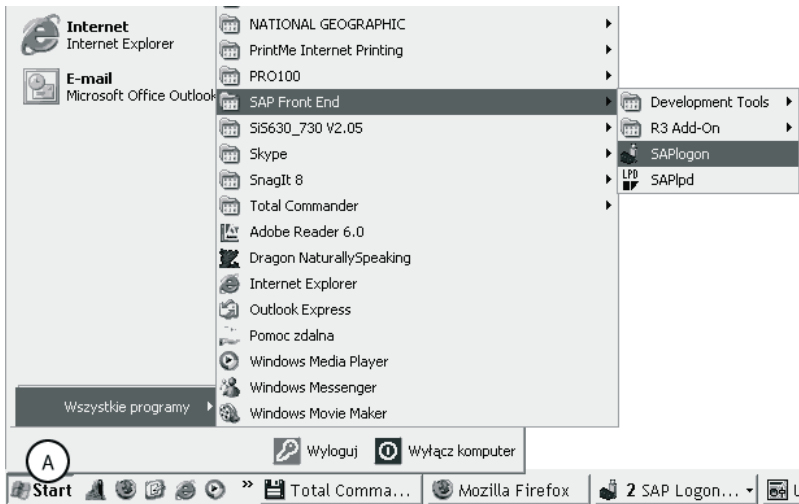 Internet
Internet Explorer
E-mail
Microsoft Office Outlook
NATIONAL GEOGRAPHIC
PrintMe Internet Printing
PRO100
SAP Front End
SiS630_730 V2.05
Skype
SnagIt 8
Total Commander
Adobe Reader 6.0
Dragon NaturallySpeaking
Internet Explorer
Outlook Express
Pomoc zdalna
Windows Media Player
Windows Messenger
Windows Movie Maker
Development Tools
R3 Add-On
SAPlogon
LPD SAPlpd
Wszystkie programy
Wyloguj Wyłącz komputer
A
Start » Total Comma... Mozilla Firefox 2 SAP Logon...